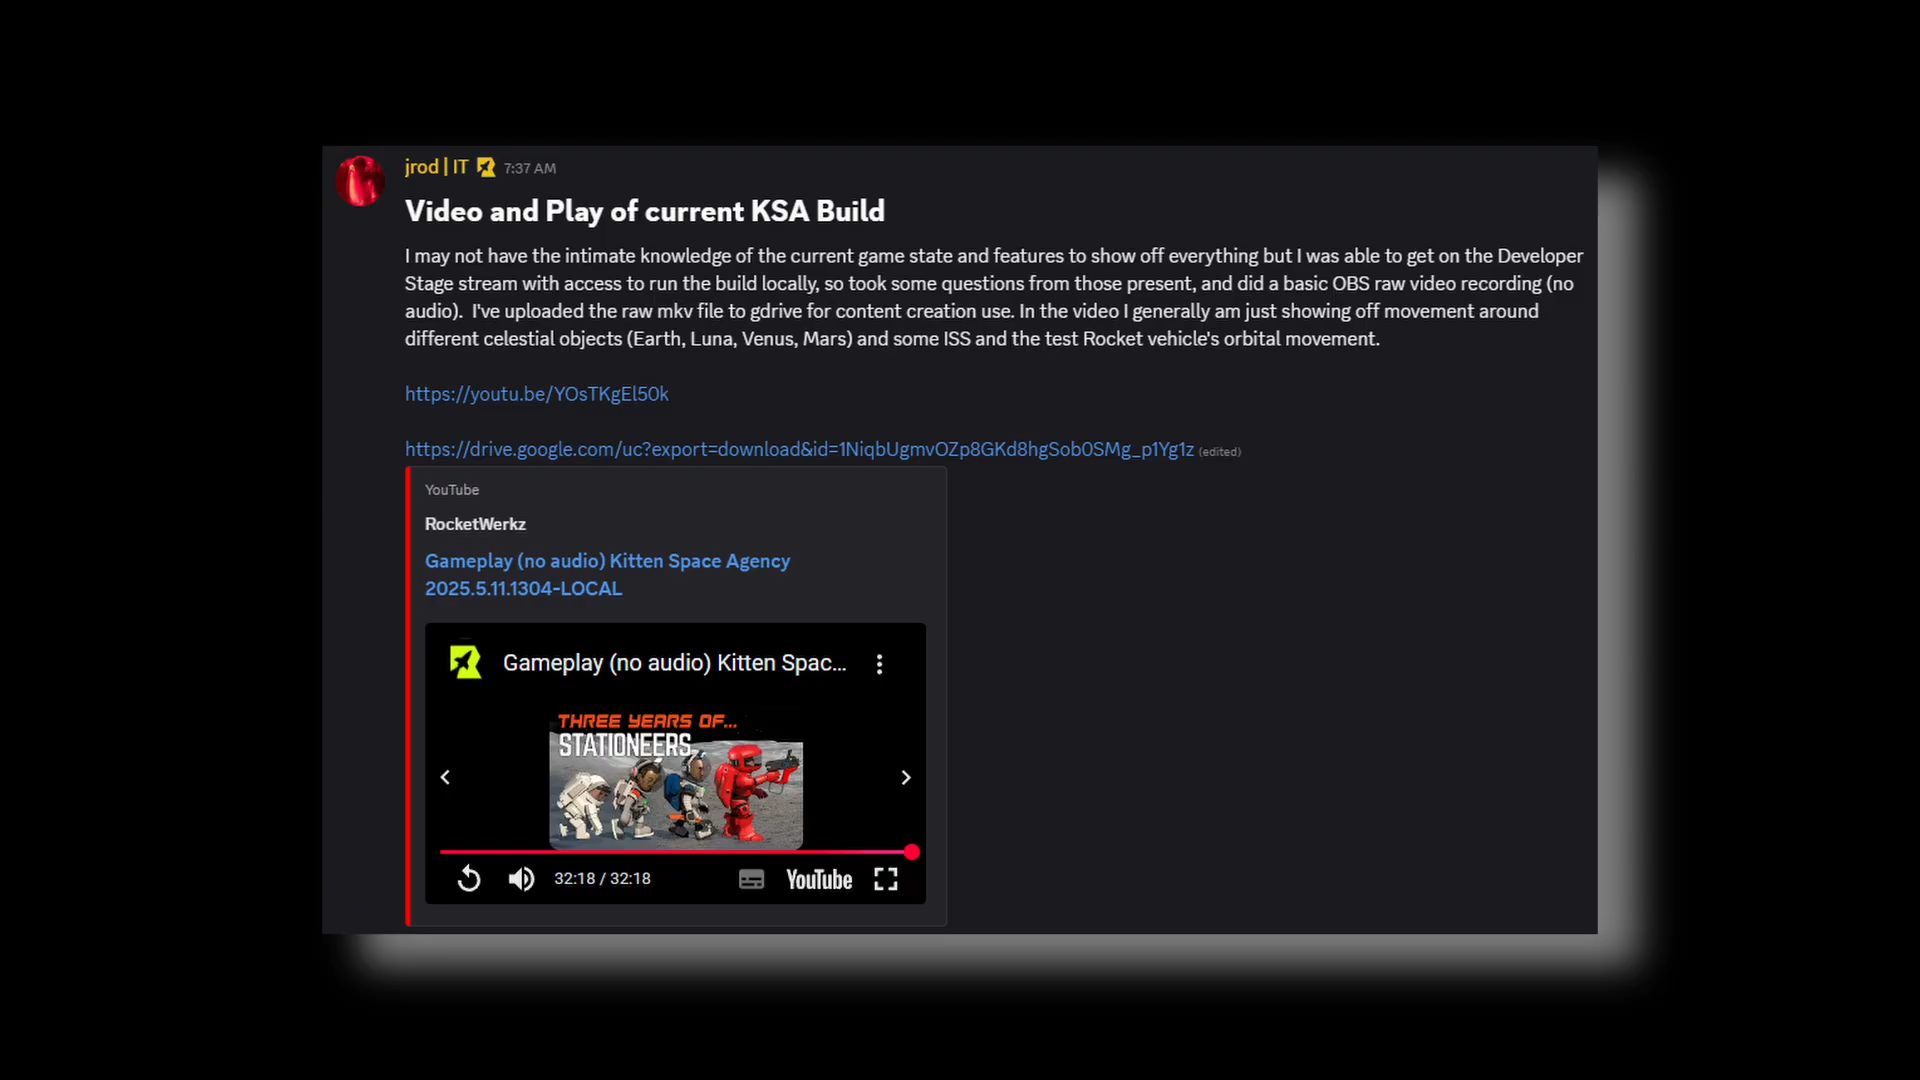 jrod | IT 7:37 AM
Video and Play of current KSA Build
I may not have the intimate knowledge of the current game state and features to show off everything but I was able to get on the Developer
Stage stream with access to run the build locally, so took some questions from those present, and did a basic OBS raw video recording (no
audio).  I've uploaded the raw mkv file to gdrive for content creation use. In the video I generally am just showing off movement around
different celestial objects (Earth, Luna, Venus, Mars) and some ISS and the test Rocket vehicle's orbital movement.
https://youtu.be/YOsTKgEl50k
https://drive.google.com/uc?export=download&id=1NiqbUgmvOZp8GKd8hgSob0SMg_p1Yg1z (edited)
YouTube
RocketWerkz
Gameplay (no audio) Kitten Space Agency
2025.5.11.1304-LOCAL
Gameplay (no audio) Kitten Spac...
THREE YEARS OF...
STATIONEERS
32:18 / 32:18 YouTube